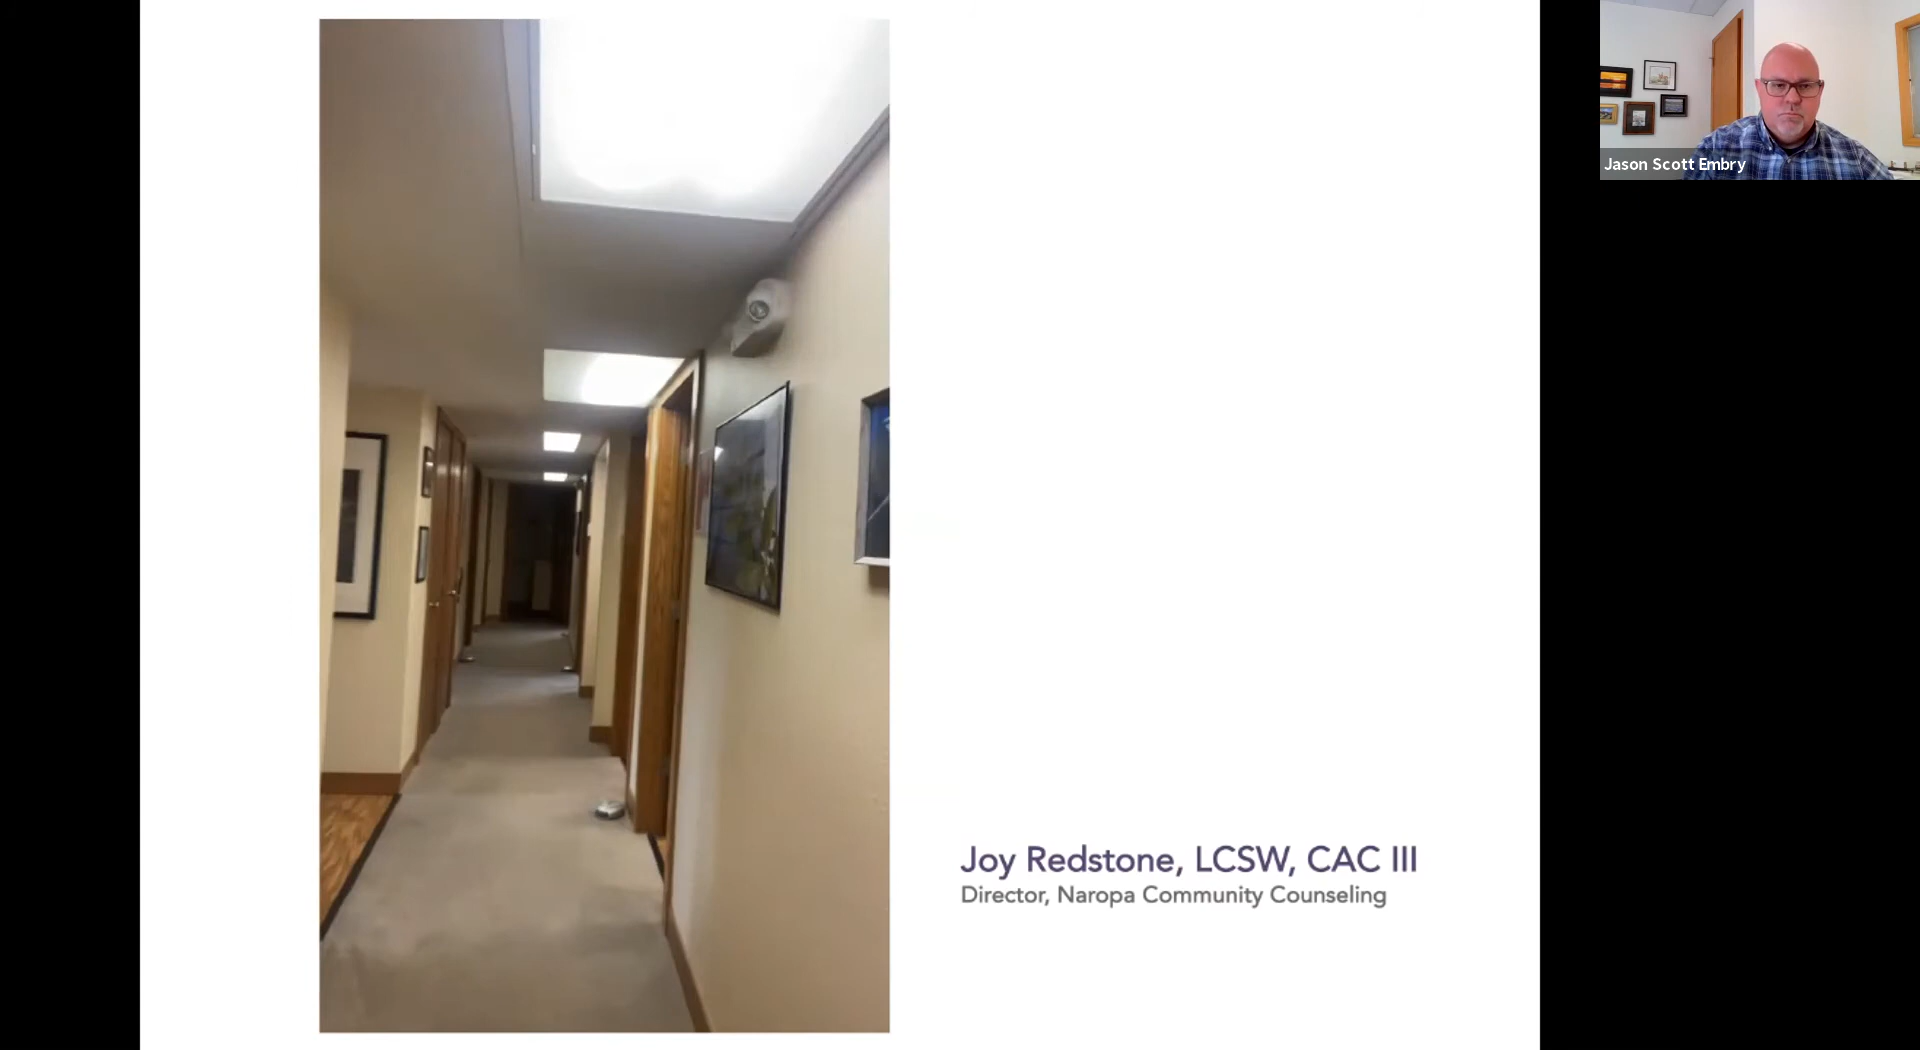 Jason Scott Embry
Joy Redstone, LCSW, CAC III
Director, Naropa Community Counseling